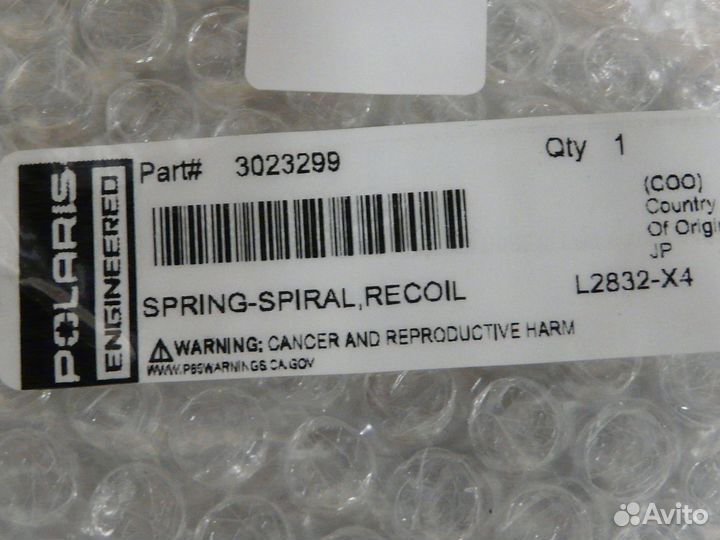 POLARIS
ENGINEERED
Part# 3023299
Qty 1
(COO)
Country
Of Origin
JP
SPRING-SPIRAL,RECOIL
L2832-X4
WARNING: CANCER AND REPRODUCTIVE HARM
WWW.P65WARNINGS.CA.GOV
Avito